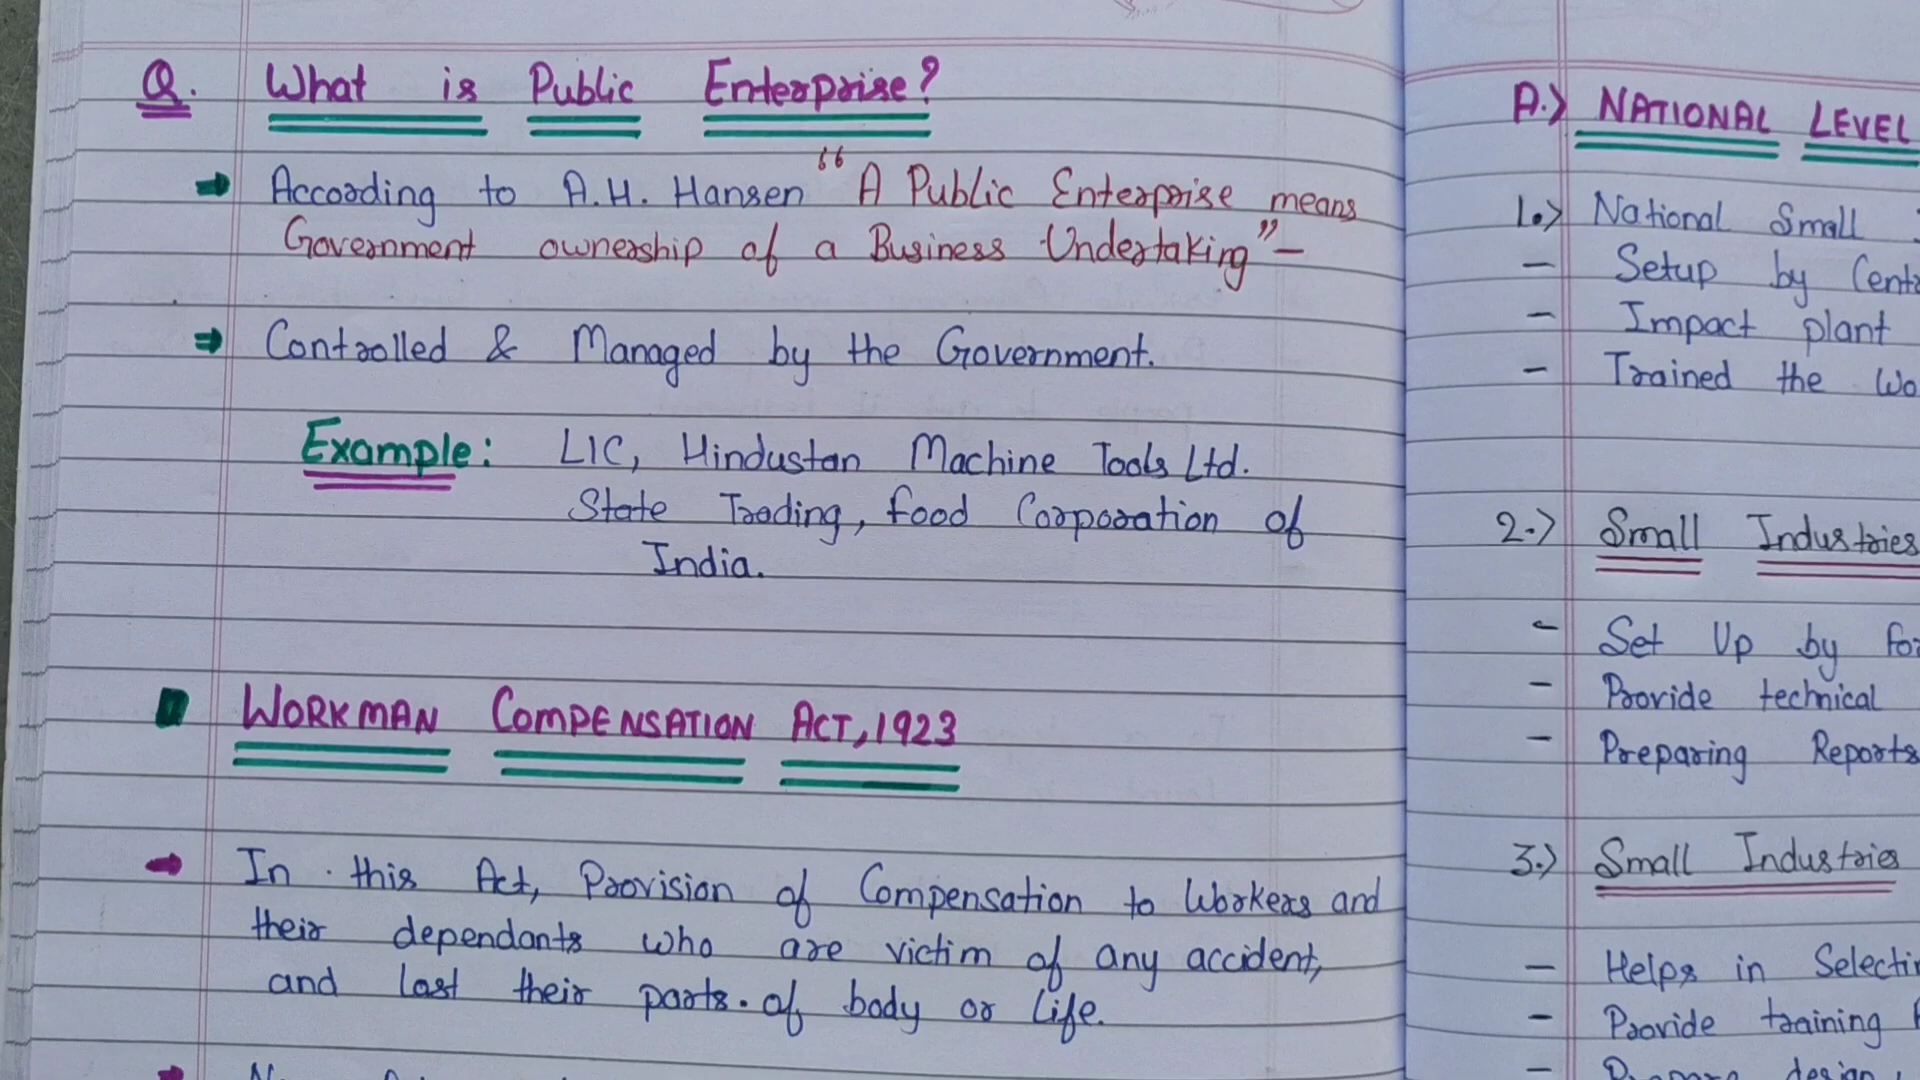 Q. What is Public Enterprise?
→ According to A.H. Hansen “A Public Enterprise means
Government ownership of a Business Undertaking” –
⇒ Controlled & Managed by the Government.
Example: LIC, Hindustan Machine Tools Ltd.
State Trading, Food Corporation of
India.
WORKMAN COMPENSATION ACT, 1923
→ In this Act, Provision of Compensation to Workers and
their dependants who are victim of any accident,
and lost their parts of body or life.
A.) NATIONAL LEVEL
1.) National Small
- Setup by
- Impact plant
- Trained the
2.) Small Industries
- Set Up by
- Provide technical
- Preparing Reports
3.) Small Industries
- Helps in
- Provide training